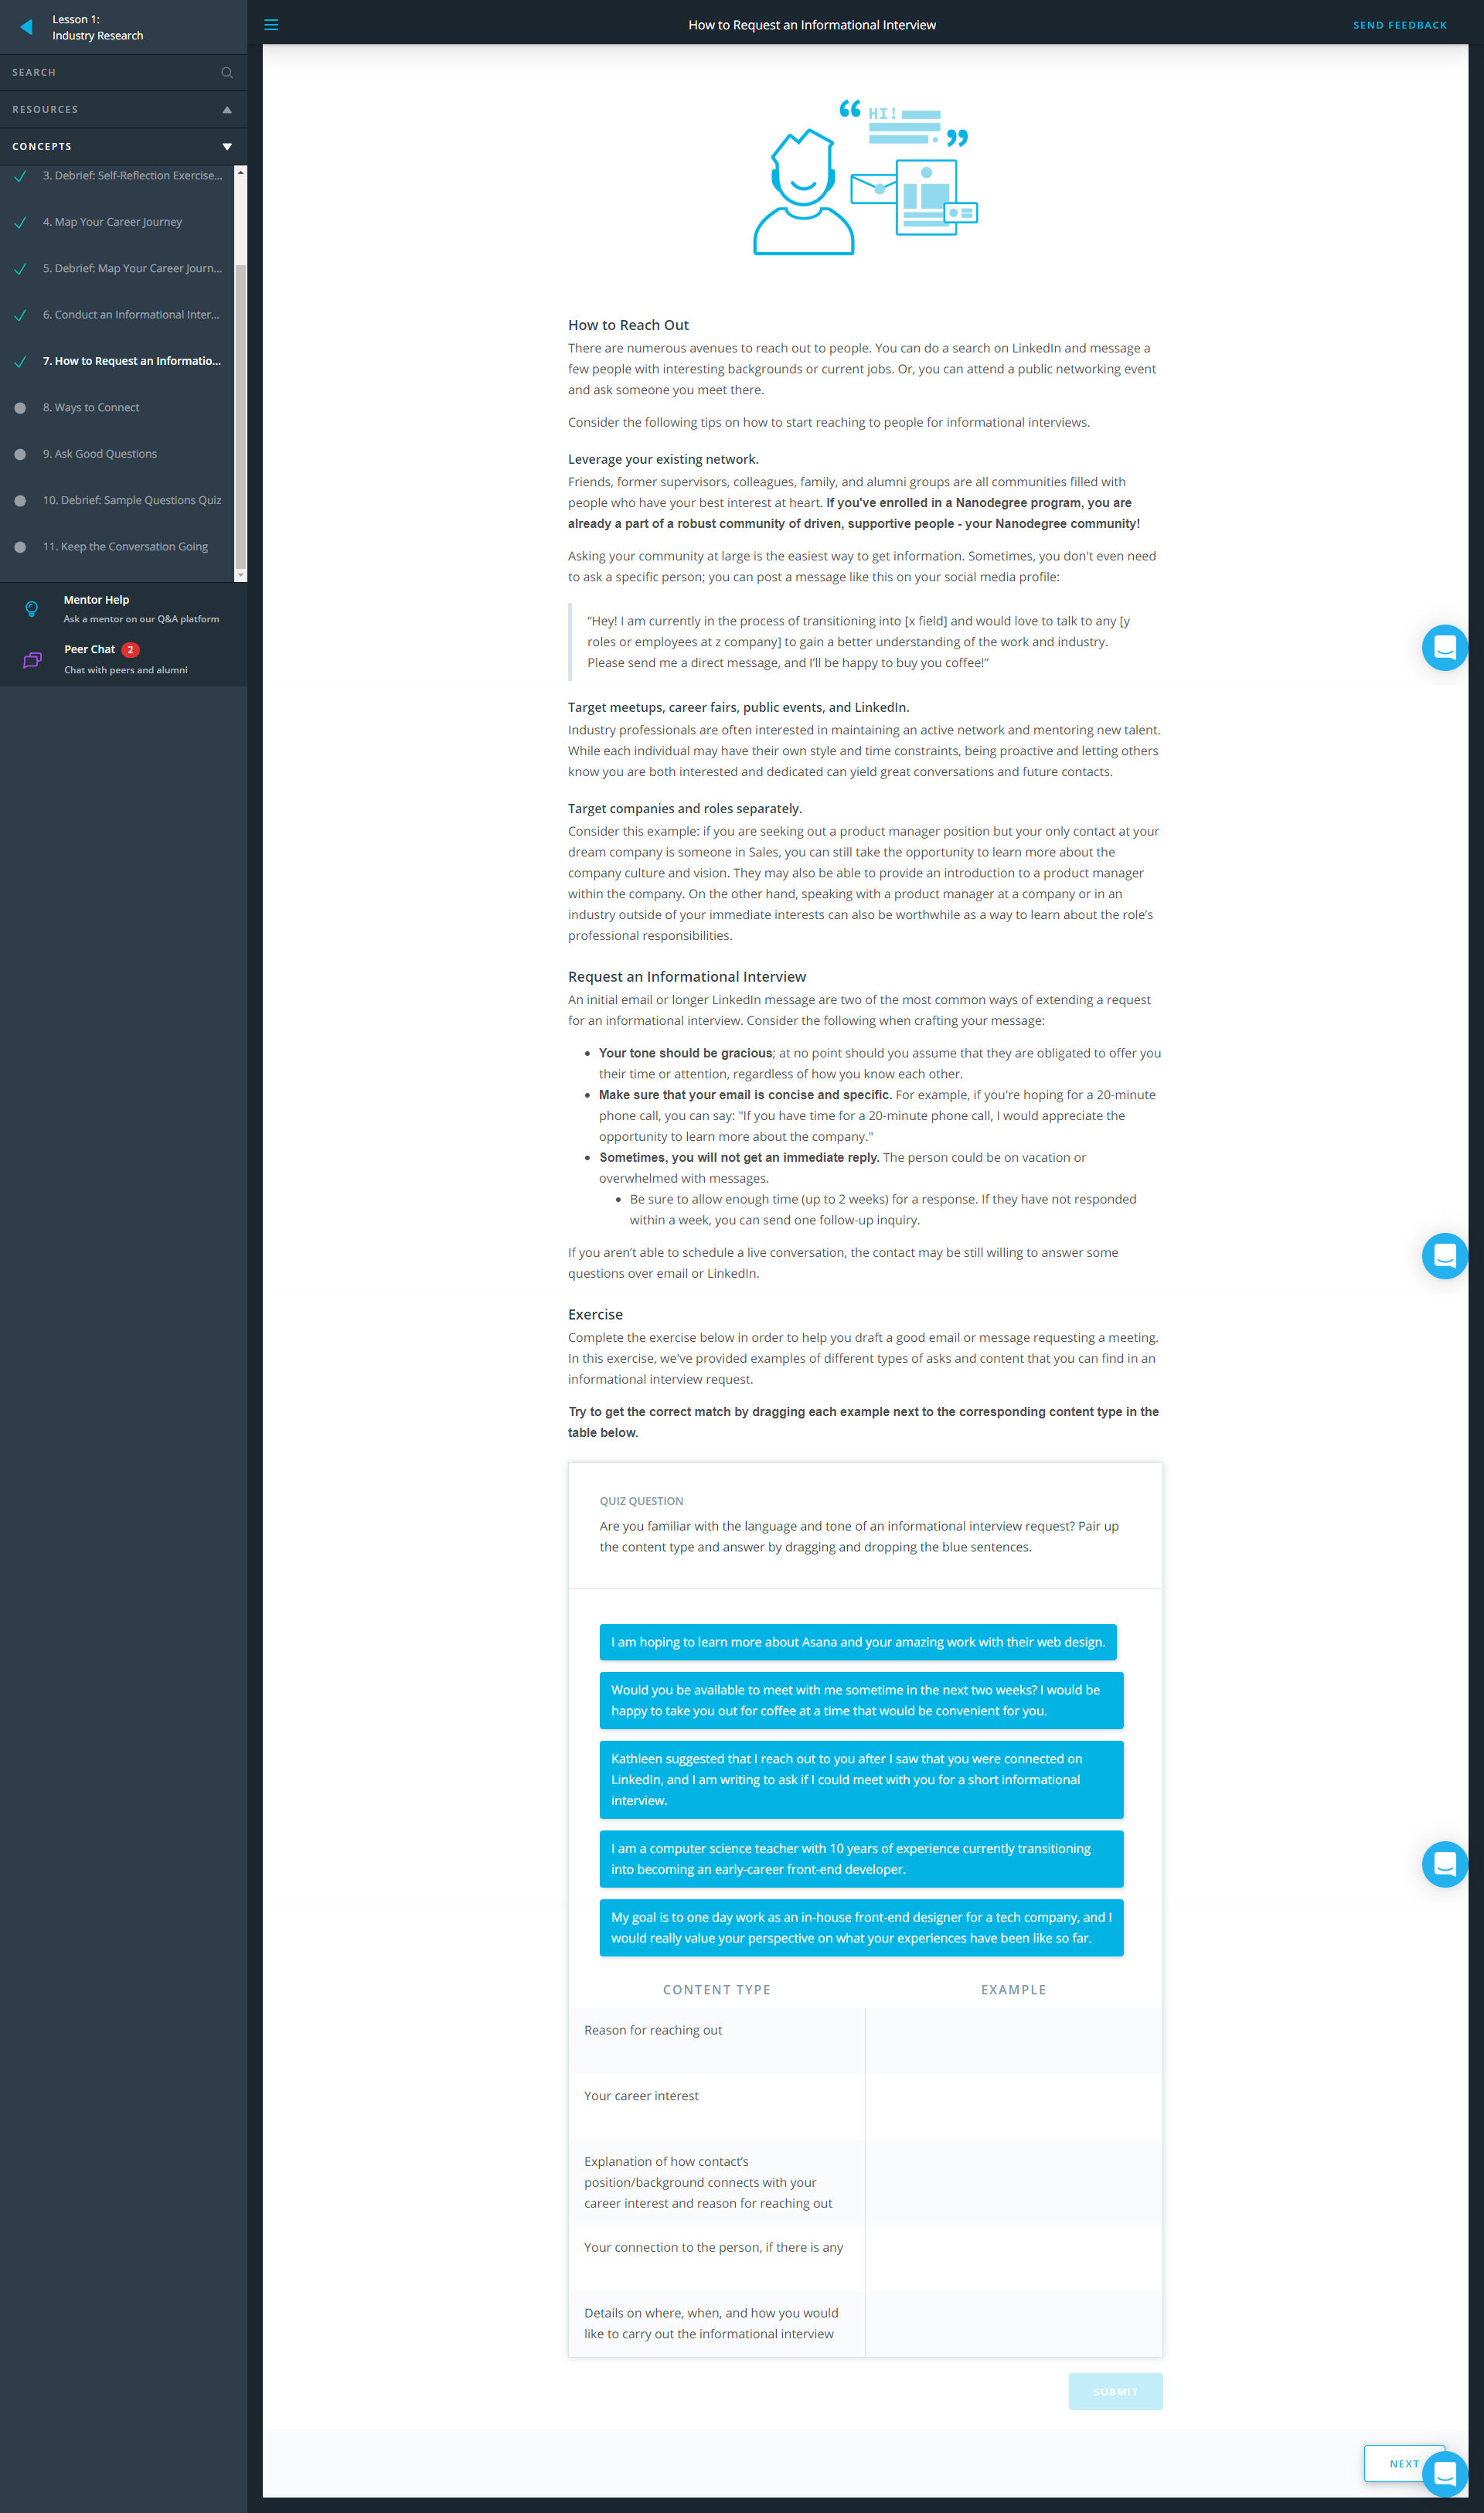 Lesson 1:
Industry Research
How to Request an Informational Interview
SEND FEEDBACK
SEARCH
RESOURCES
CONCEPTS
3. Debrief: Self-Reflection Exercise...
4. Map Your Career Journey
5. Debrief: Map Your Career Journ...
6. Conduct an Informational Inter...
7. How to Request an Informatio...
8. Ways to Connect
9. Ask Good Questions
10. Debrief: Sample Questions Quiz
11. Keep the Conversation Going
Mentor Help
Ask a mentor on our Q&A platform
Peer Chat 2
Chat with peers and alumni
“ HI! ”
How to Reach Out
There are numerous avenues to reach out to people. You can do a search on LinkedIn and message a
few people with interesting backgrounds or current jobs. Or, you can attend a public networking event
and ask someone you meet there.
Consider the following tips on how to start reaching to people for informational interviews.
Leverage your existing network.
Friends, former supervisors, colleagues, family, and alumni groups are all communities filled with
people who have your best interest at heart. If you've enrolled in a Nanodegree program, you are
already a part of a robust community of driven, supportive people - your Nanodegree community!
Asking your community at large is the easiest way to get information. Sometimes, you don't even need
to ask a specific person; you can post a message like this on your social media profile:
“Hey! I am currently in the process of transitioning into [x field] and would love to talk to any [y
roles or employees at z company] to gain a better understanding of the work and industry.
Please send me a direct message, and I’ll be happy to buy you coffee!”
Target meetups, career fairs, public events, and LinkedIn.
Industry professionals are often interested in maintaining an active network and mentoring new talent.
While each individual may have their own style and time constraints, being proactive and letting others
know you are both interested and dedicated can yield great conversations and future contacts.
Target companies and roles separately.
Consider this example: if you are seeking out a product manager position but your only contact at your
dream company is someone in Sales, you can still take the opportunity to learn more about the
company culture and vision. They may also be able to provide an introduction to a product manager
within the company. On the other hand, speaking with a product manager at a company or in an
industry outside of your immediate interests can also be worthwhile as a way to learn about the role’s
professional responsibilities.
Request an Informational Interview
An initial email or longer LinkedIn message are two of the most common ways of extending a request
for an informational interview. Consider the following when crafting your message:
• Your tone should be gracious; at no point should you assume that they are obligated to offer you
their time or attention, regardless of how you know each other.
• Make sure that your email is concise and specific. For example, if you're hoping for a 20-minute
phone call, you can say: "If you have time for a 20-minute phone call, I would appreciate the
opportunity to learn more about the company."
• Sometimes, you will not get an immediate reply. The person could be on vacation or
overwhelmed with messages.
• Be sure to allow enough time (up to 2 weeks) for a response. If they have not responded
within a week, you can send one follow-up inquiry.
If you aren’t able to schedule a live conversation, the contact may be still willing to answer some
questions over email or LinkedIn.
Exercise
Complete the exercise below in order to help you draft a good email or message requesting a meeting.
In this exercise, we've provided examples of different types of asks and content that you can find in an
informational interview request.
Try to get the correct match by dragging each example next to the corresponding content type in the
table below.
QUIZ QUESTION
Are you familiar with the language and tone of an informational interview request? Pair up
the content type and answer by dragging and dropping the blue sentences.
I am hoping to learn more about Asana and your amazing work with their web design.
Would you be available to meet with me sometime in the next two weeks? I would be
happy to take you out for coffee at a time that would be convenient for you.
Kathleen suggested that I reach out to you after I saw that you were connected on
LinkedIn, and I am writing to ask if I could meet with you for a short informational
interview.
I am a computer science teacher with 10 years of experience currently transitioning
into becoming an early-career front-end developer.
My goal is to one day work as an in-house front-end designer for a tech company, and I
would really value your perspective on what your experiences have been like so far.
CONTENT TYPE
EXAMPLE
Reason for reaching out
Your career interest
Explanation of how contact’s
position/background connects with your
career interest and reason for reaching out
Your connection to the person, if there is any
Details on where, when, and how you would
like to carry out the informational interview
SUBMIT
NEXT